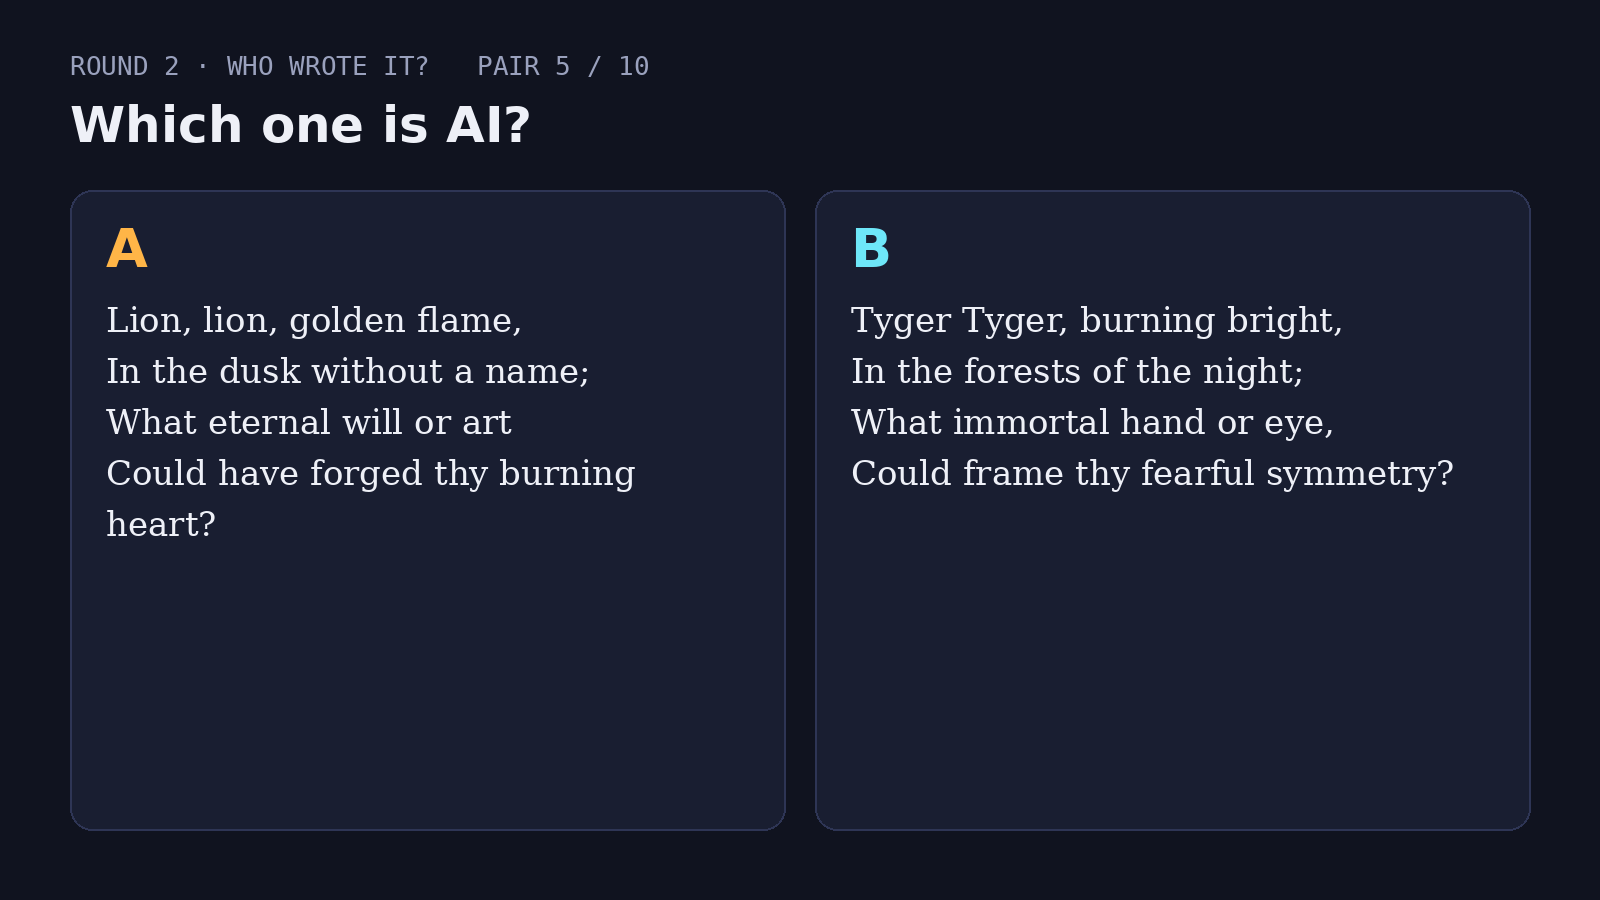 ROUND 2 · WHO WROTE IT?   PAIR 5 / 10
Which one is AI?
A
Lion, lion, golden flame,
In the dusk without a name;
What eternal will or art
Could have forged thy burning
heart?
B
Tyger Tyger, burning bright,
In the forests of the night;
What immortal hand or eye,
Could frame thy fearful symmetry?